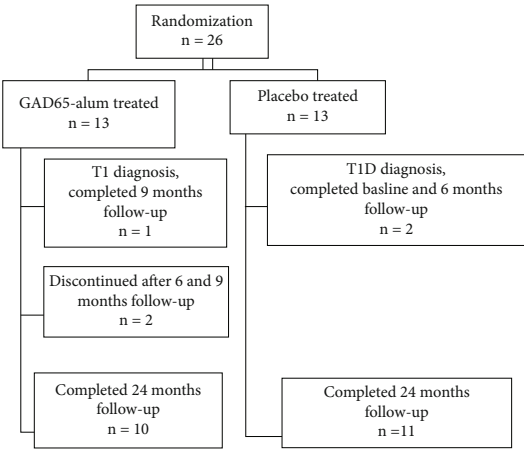 Randomization
n = 26
GAD65-alum treated
n = 13
Placebo treated
n = 13
T1 diagnosis,
completed 9 months
follow-up
n = 1
T1D diagnosis,
completed basline and 6 months
follow-up
n = 2
Discontinued after 6 and 9
months follow-up
n = 2
Completed 24 months
follow-up
n = 10
Completed 24 months
follow-up
n =11